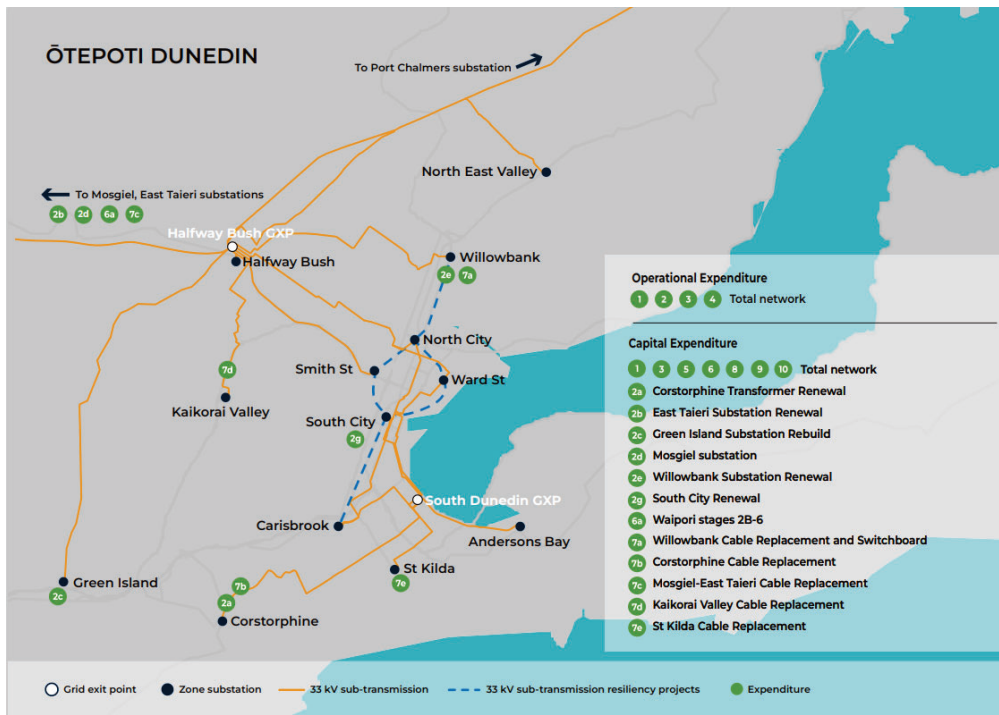 ŌTEPOTI DUNEDIN
To Port Chalmers substation
North East Valley
To Mosgiel, East Taieri substations
2b 2d 6a 7c
Halfway Bush GXP
Halfway Bush
Willowbank
2e 7a
North City
Smith St
Ward St
7d
Kaikorai Valley
South City
2g
South Dunedin GXP
Carisbrook
Andersons Bay
St Kilda
7e
Green Island
2c
7b
2a
Corstorphine
Operational Expenditure
1 2 3 4 Total network
Capital Expenditure
1 3 5 6 8 9 10 Total network
2a Corstorphine Transformer Renewal
2b East Taieri Substation Renewal
2c Green Island Substation Rebuild
2d Mosgiel substation
2e Willowbank Substation Renewal
2g South City Renewal
6a Waipori stages 2B-6
7a Willowbank Cable Replacement and Switchboard
7b Corstorphine Cable Replacement
7c Mosgiel-East Taieri Cable Replacement
7d Kaikorai Valley Cable Replacement
7e St Kilda Cable Replacement
Grid exit point Zone substation 33 kV sub-transmission 33 kV sub-transmission resiliency projects Expenditure